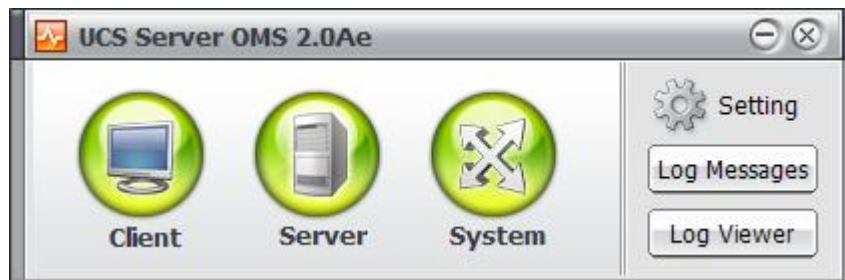 UCS Server OMS 2.0Ae
Setting
Log Messages
Log Viewer
Client
Server
System